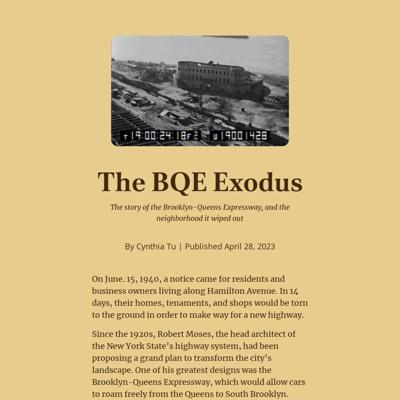 T19:00:24:18F2 W19001428
The BQE Exodus
The story of the Brooklyn-Queens Expressway, and the
neighborhood it wiped out
By Cynthia Tu | Published April 28, 2023
On June. 15, 1940, a notice came for residents and
business owners living along Hamilton Avenue. In 14
days, their homes, tenaments, and shops would be torn
to the ground in order to make way for a new highway.
Since the 1920s, Robert Moses, the head architect of
the New York State's highway system, had been
proposing a grand plan to transform the city's
landscape. One of his greatest designs was the
Brooklyn-Queens Expressway, which would allow cars
to roam freely from the Queens to South Brooklyn.